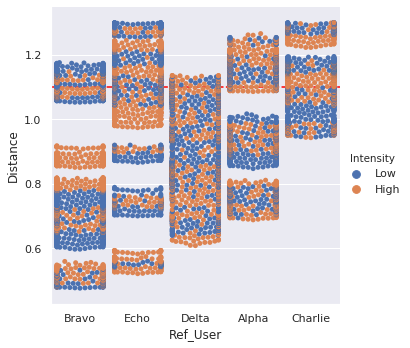 1.2
1.0
0.8
0.6
Distance
Bravo Echo Delta Alpha Charlie
Ref_User
Intensity
Low
High